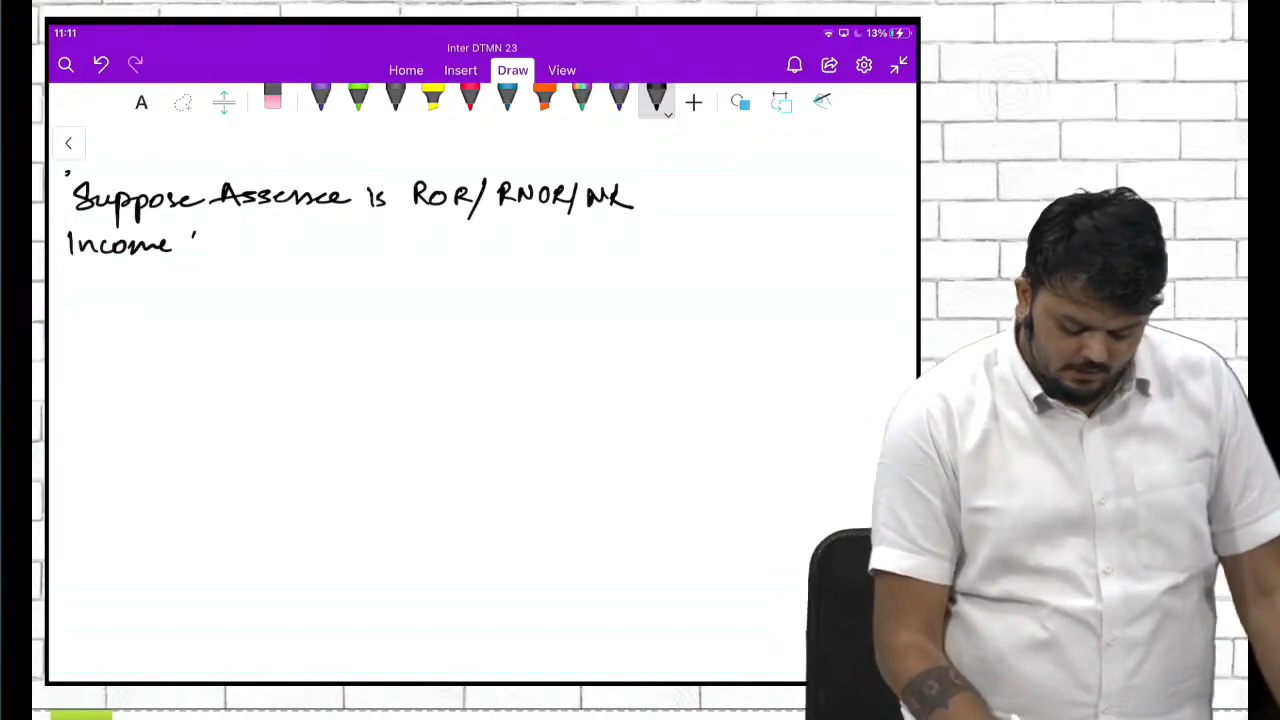 11:11
13%
Inter DTMN 23
Home Insert Draw View
A
Suppose Assessee is ROR/ RNOR/ NR
Income